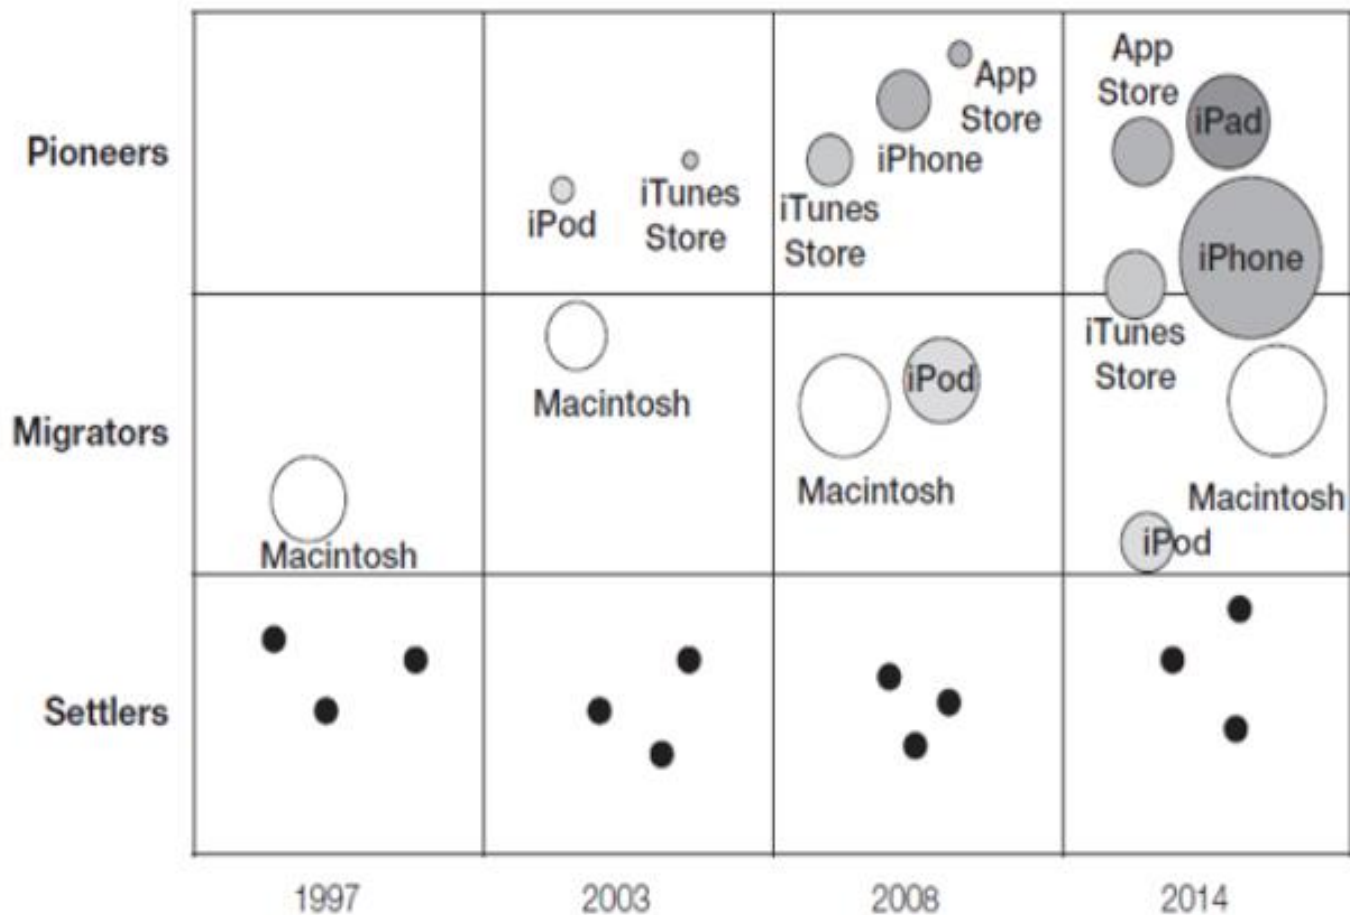 Pioneers
iPod
iTunes
Store
iTunes
Store
iPhone
App
Store
App
Store
iPad
iPhone
Migrators
Macintosh
Macintosh
Macintosh
iPod
iTunes
Store
Macintosh
iPod
Settlers
1997
2003
2008
2014